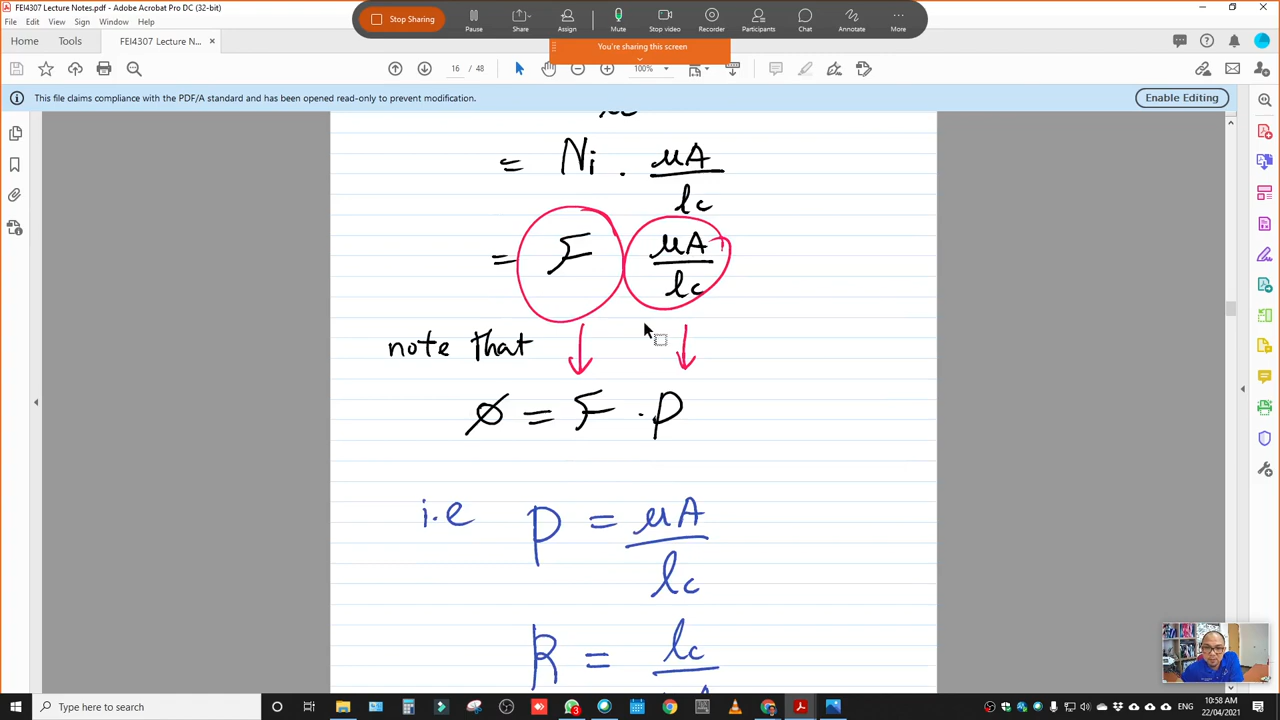 FEI4307 Lecture Notes.pdf - Adobe Acrobat Pro DC (32-bit)
File Edit View Sign Window Help
Stop Sharing
Pause Share Assign Mute Stop video Recorder Participants Chat Annotate More
You're sharing this screen
Home Tools FEI4307 Lecture N... ×
16 / 48 100%
This file claims compliance with the PDF/A standard and has been opened read-only to prevent modification.
Enable Editing
= Ni . μA
lc
= F μA
lc
note that
ø = F . P
i.e P = μA
lc
R = lc
Type here to search
ENG
10:58 AM
22/04/2021